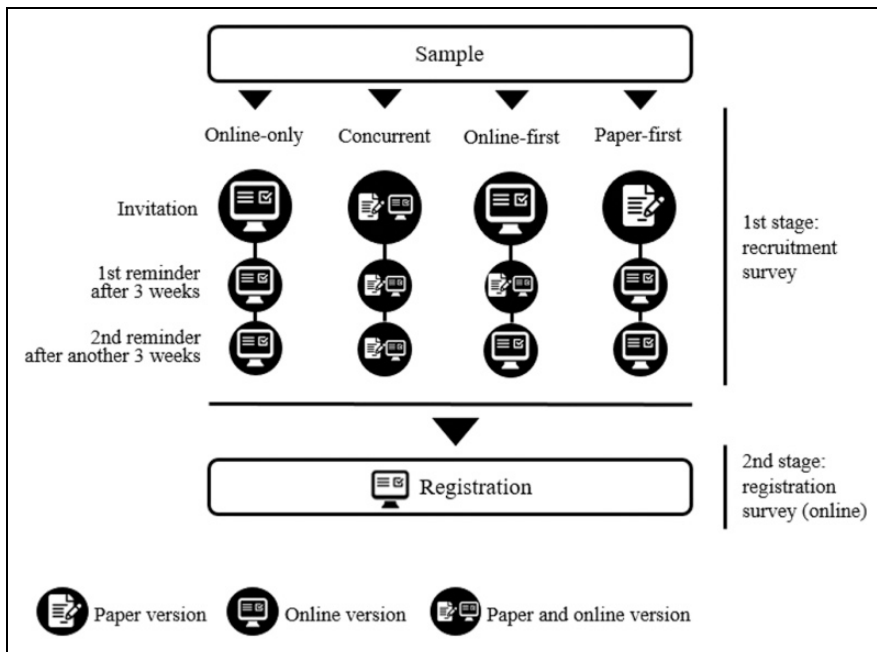 Sample
Online-only Concurrent Online-first Paper-first
Invitation
1st reminder
after 3 weeks
2nd reminder
after another 3 weeks
1st stage:
recruitment
survey
Registration
2nd stage:
registration
survey (online)
Paper version Online version Paper and online version